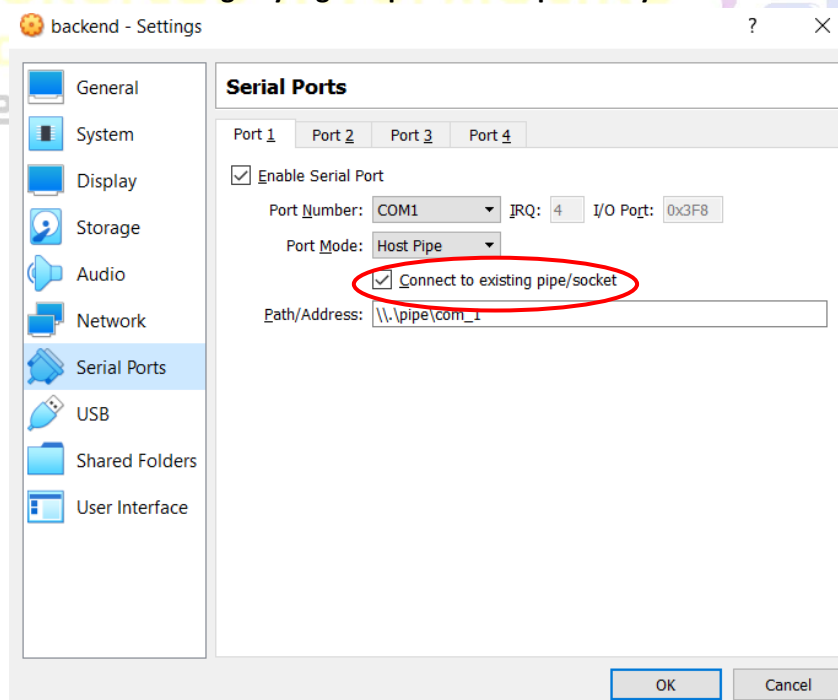 backend - Settings
?
General
System
Display
Storage
Audio
Network
Serial Ports
USB
Shared Folders
User Interface
Serial Ports
Port 1 Port 2 Port 3 Port 4
Enable Serial Port
Port Number: COM1 IRQ: 4 I/O Port: 0x3F8
Port Mode: Host Pipe
Connect to existing pipe/socket
Path/Address: \\.\pipe\com_1
OK Cancel